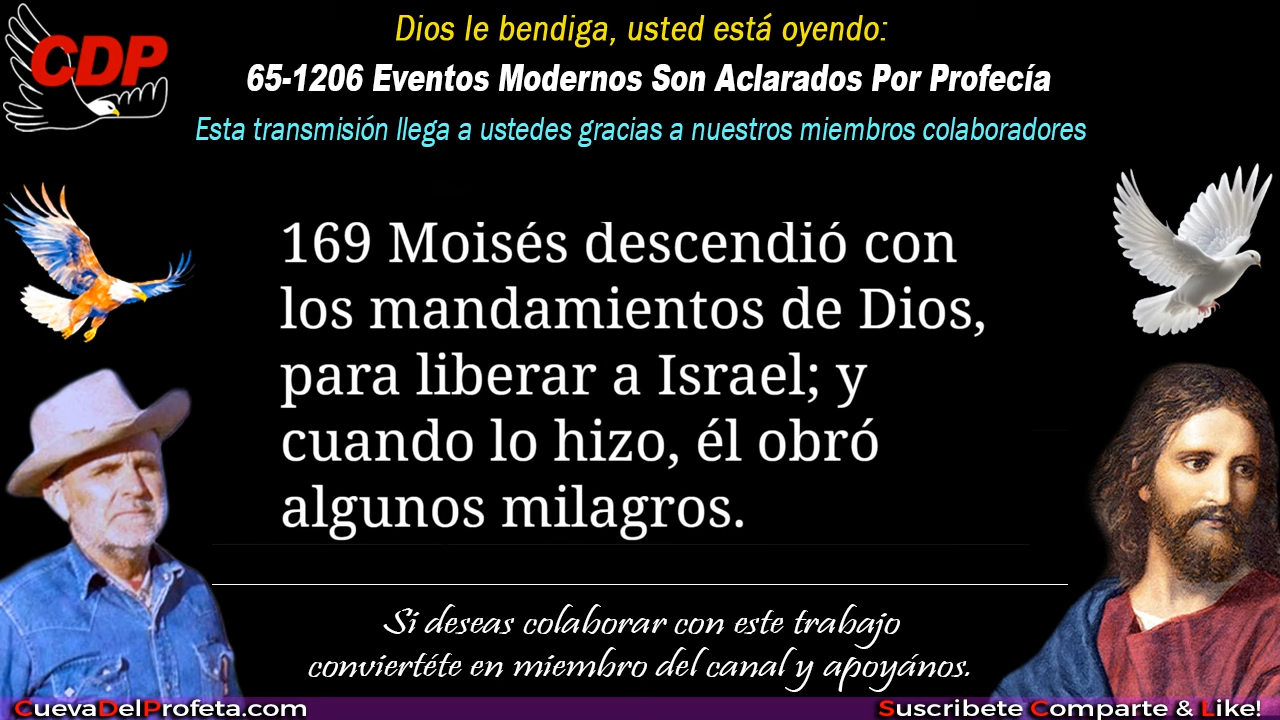 CDP
Dios le bendiga, usted está oyendo:
65-1206 Eventos Modernos Son Aclarados Por Profecía
Esta transmisión llega a ustedes gracias a nuestros miembros colaboradores
169 Moisés descendió con
los mandamientos de Dios,
para liberar a Israel; y
cuando lo hizo, él obró
algunos milagros.
Si deseas colaborar con este trabajo
conviertéte en miembro del canal y apoyános.
CuevaDelProfeta.com
Suscribete Comparte & Like!